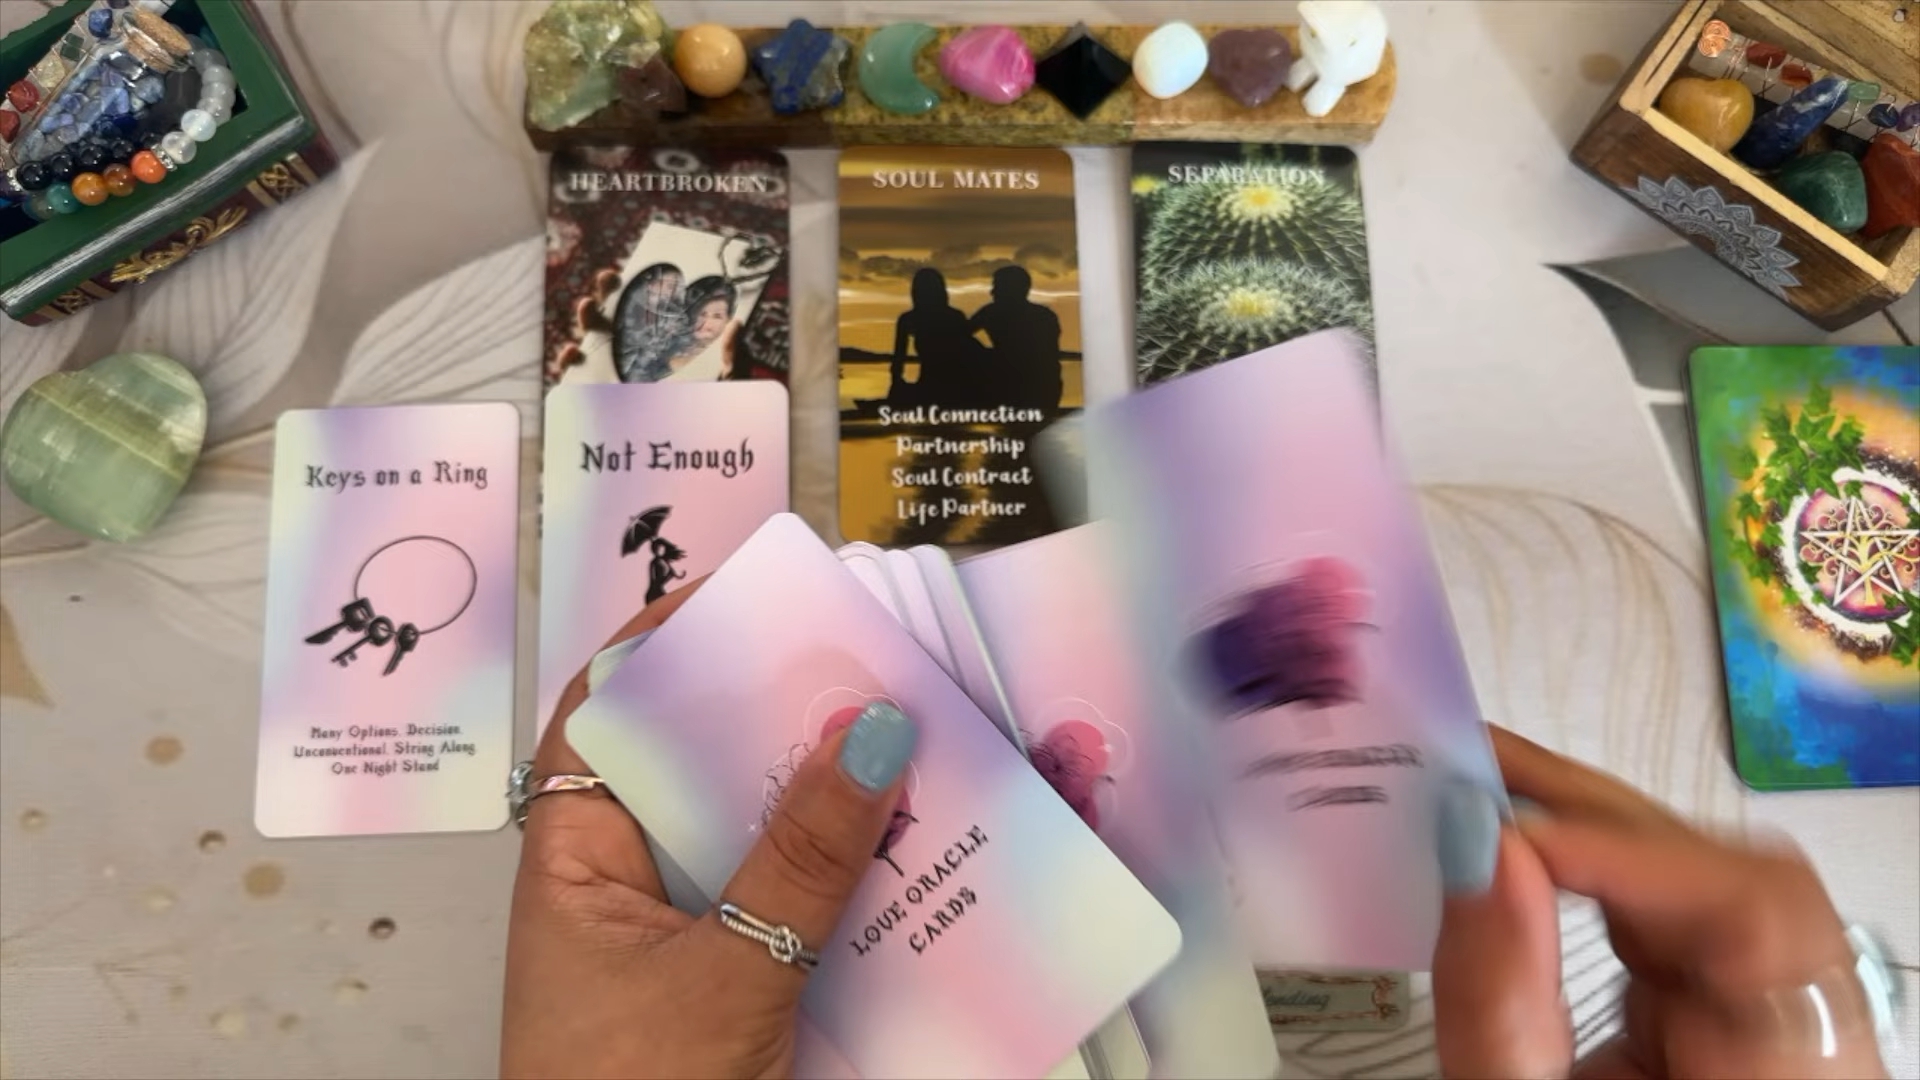 HEARTBROKEN
SOUL MATES
Soul Connection
Partnership
Soul Contract
Life Partner
SEPARATION
Keys on a Ring
Many Options. Decision.
Unconventional. String Along.
One Night Stand
Not Enough
LOVE ORACLE
CARDS